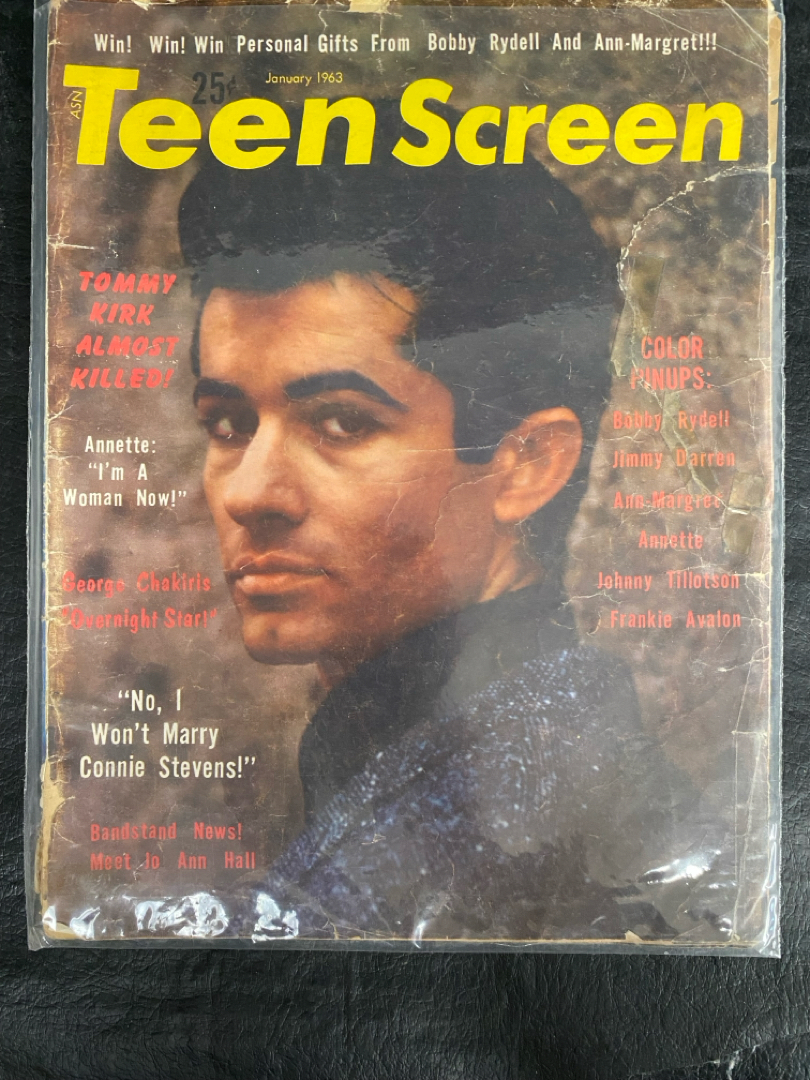 Win! Win! Win Personal Gifts From Bobby Rydell And Ann-Margret!!!
25¢ January 1963
ASN
Teen Screen
TOMMY
KIRK
ALMOST
KILLED!
Annette:
"I'm A
Woman Now!"
George Chakiris
"Overnight Star!"
"No, I
Won't Marry
Connie Stevens!"
Bandstand News!
Meet Jo Ann Hall
COLOR
PINUPS:
Bobby Rydell
Jimmy Darren
Ann-Margret
Annette
Johnny Tillotson
Frankie Avalon